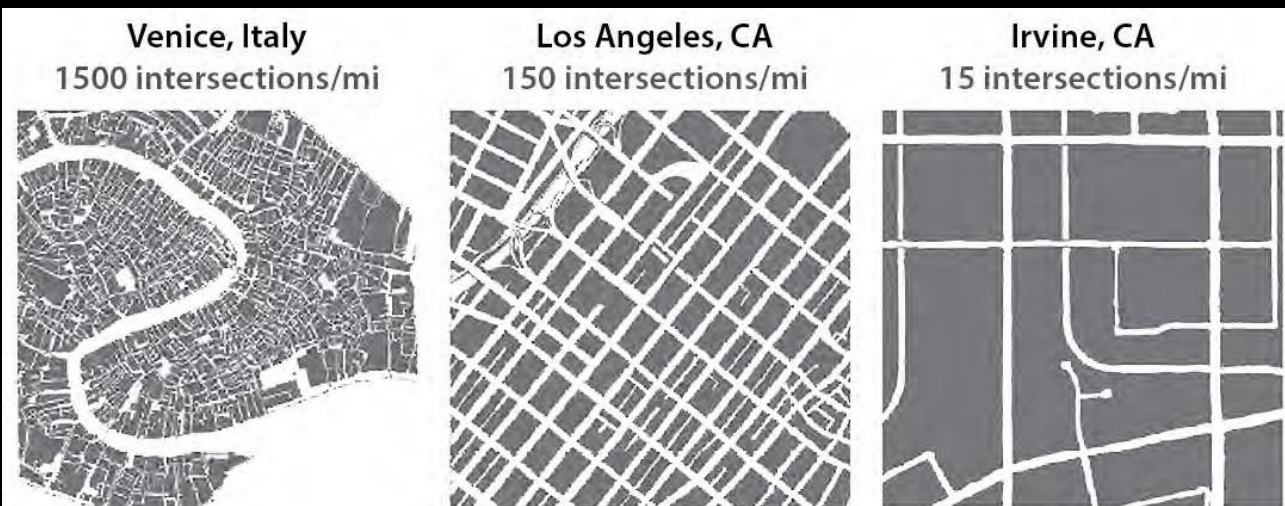 Venice, Italy
1500 intersections/mi
Los Angeles, CA
150 intersections/mi
Irvine, CA
15 intersections/mi